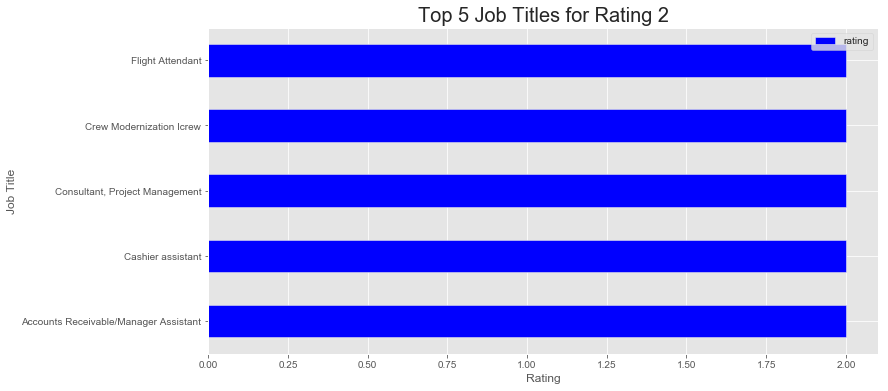 Top 5 Job Titles for Rating 2
rating
Flight Attendant
Crew Modernization Icrew
Consultant, Project Management
Cashier assistant
Accounts Receivable/Manager Assistant
Job Title
0.00 0.25 0.50 0.75 1.00 1.25 1.50 1.75 2.00
Rating